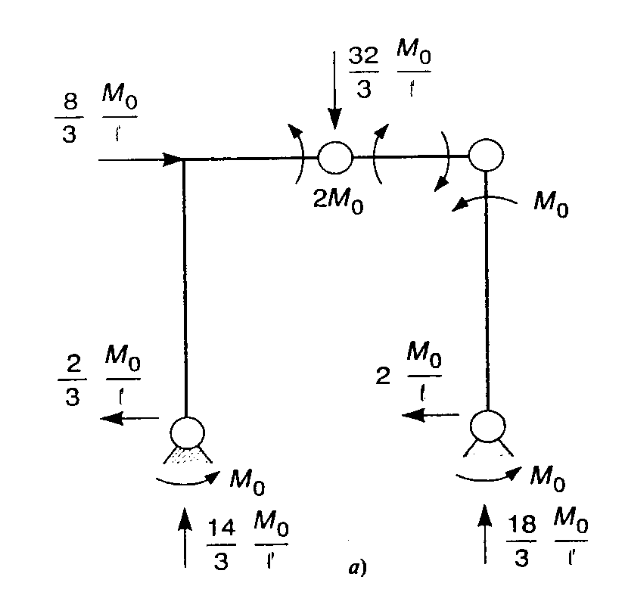 32/3 M₀/l
8/3 M₀/l
2M₀
M₀
2/3 M₀/l
2 M₀/l
M₀
M₀
14/3 M₀/l
18/3 M₀/l
a)